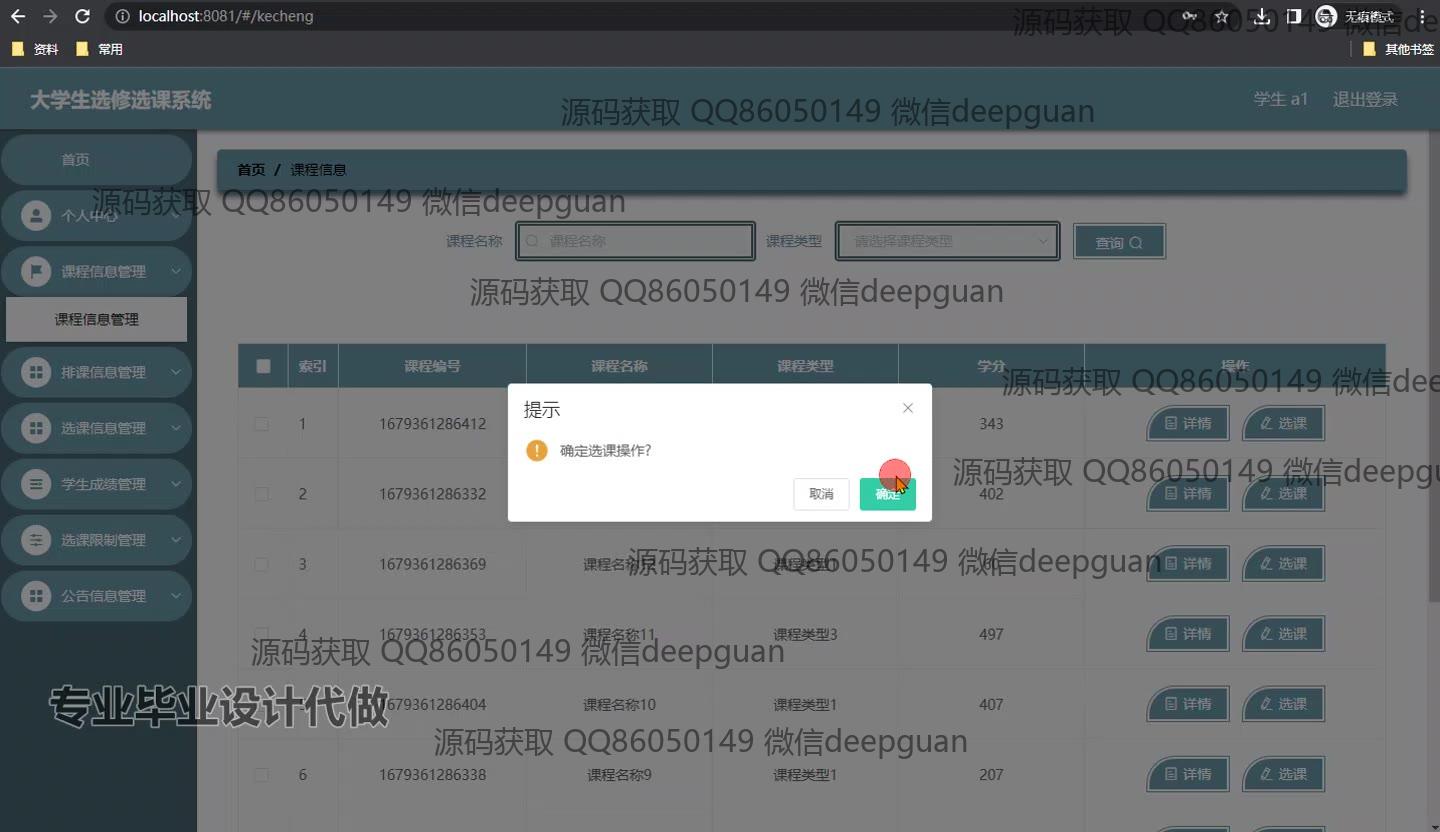 localhost:8081/#/kecheng
无痕模式
源码获取 QQ86050149 微信de
资料 常用 其他书签
大学生选修选课系统
源码获取 QQ86050149 微信deepguan
学生 a1 退出登录
首页
首页 / 课程信息
源码获取 QQ86050149 微信deepguan
个人中心
课程名称 课程名称 课程类型 请选择课程类型 查询
课程信息管理
源码获取 QQ86050149 微信deepguan
课程信息管理
索引 课程编号 课程名称 课程类型 学分 操作
排课信息管理
源码获取 QQ86050149 微信dee
提示
1 1679361286412 343 详情 选课
选课信息管理
确定选课操作?
源码获取 QQ86050149 微信deepgu
学生成绩管理
取消 确定
2 1679361286332 402 详情 选课
选课限制管理
3 1679361286369 详情 选课
源码获取 QQ86050149 微信deepguan
公告信息管理
4 1679361286353 课程名称11 课程类型3 497 详情 选课
源码获取 QQ86050149 微信deepguan
专业毕业设计代做
1679361286404 课程名称10 课程类型1 407 详情 选课
源码获取 QQ86050149 微信deepguan
6 1679361286338 课程名称9 课程类型1 207 详情 选课